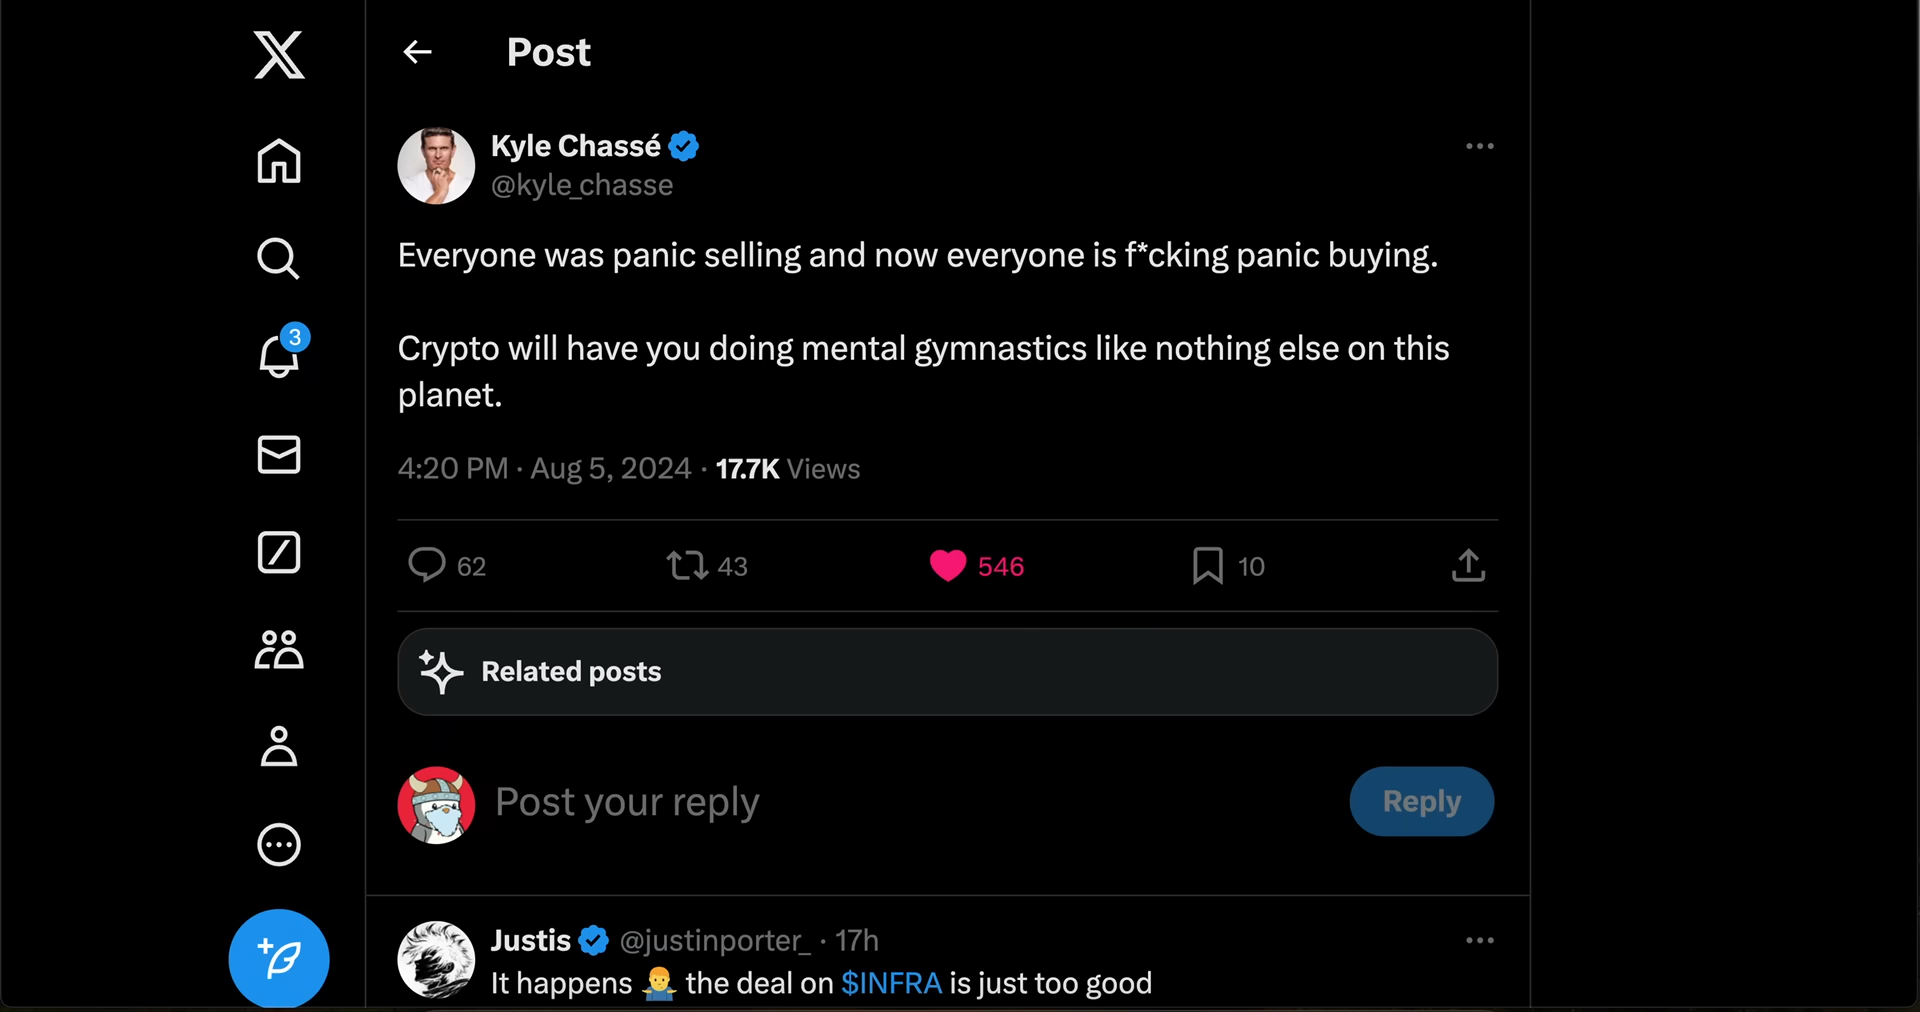 Post
Kyle Chassé
@kyle_chasse
Everyone was panic selling and now everyone is f*cking panic buying.
Crypto will have you doing mental gymnastics like nothing else on this
planet.
4:20 PM · Aug 5, 2024 · 17.7K Views
62 43 546 10
3
Related posts
Post your reply
Reply
Justis @justinporter_ · 17h
It happens 🤷‍♂️ the deal on $INFRA is just too good